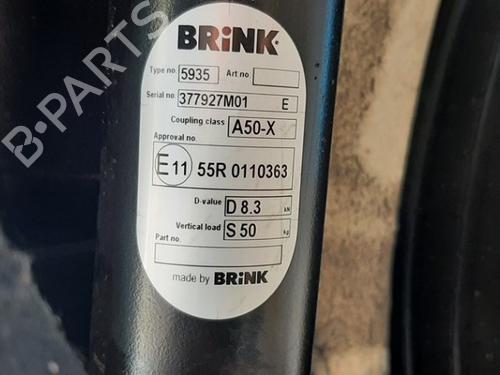 BRiNK
Type no 5935 Art no
Serial no 377927M01 E
Coupling class A50-X
Approval no.
E11 55R 0110363
D-value D 8.3 kN
Vertical load S 50 kg
Part no
made by BRiNK
B-PARTS